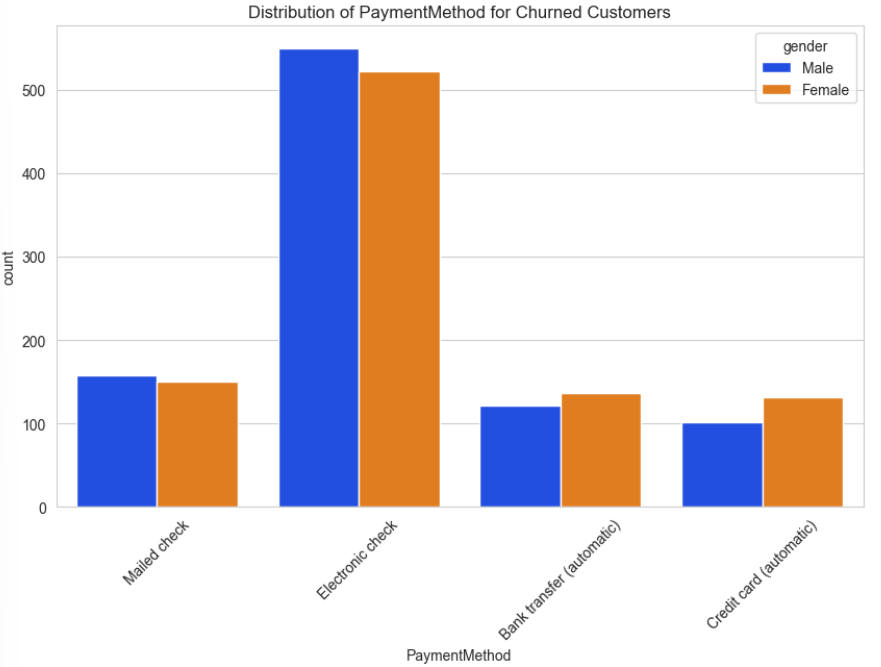 Distribution of PaymentMethod for Churned Customers
gender
Male
Female
count
500
400
300
200
100
0
Mailed check
Electronic check
Bank transfer (automatic)
Credit card (automatic)
PaymentMethod